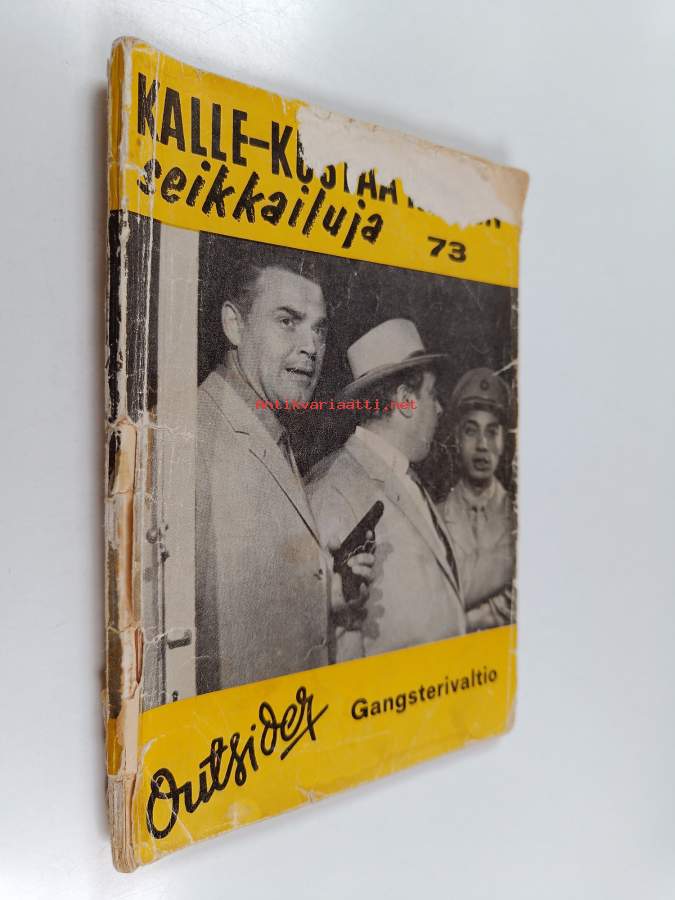 KALLE-KUSTAA
seikkailuja
73
antikvariaatti.net
Outsider
Gangsterivaltio